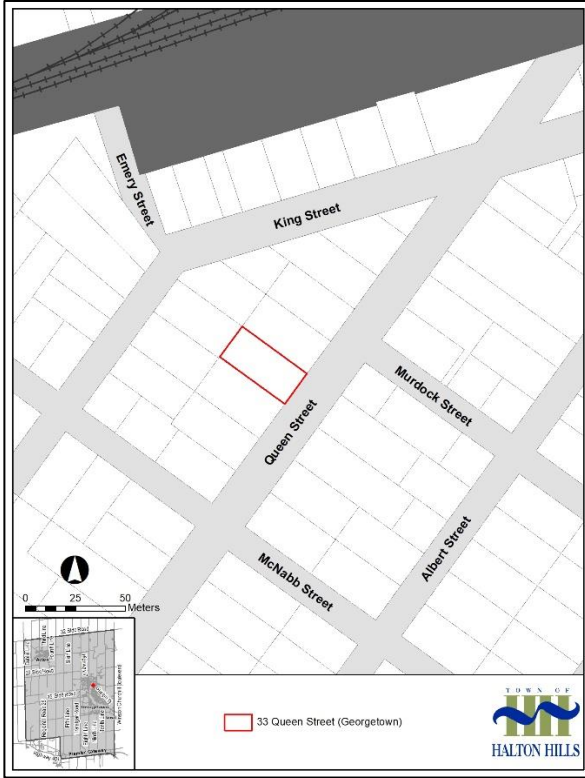 Emery Street
King Street
Murdock Street
Queen Street
Albert Street
McNabb Street
0 25 50
Meters
33 Queen Street (Georgetown)
TOWN OF
HALTON HILLS